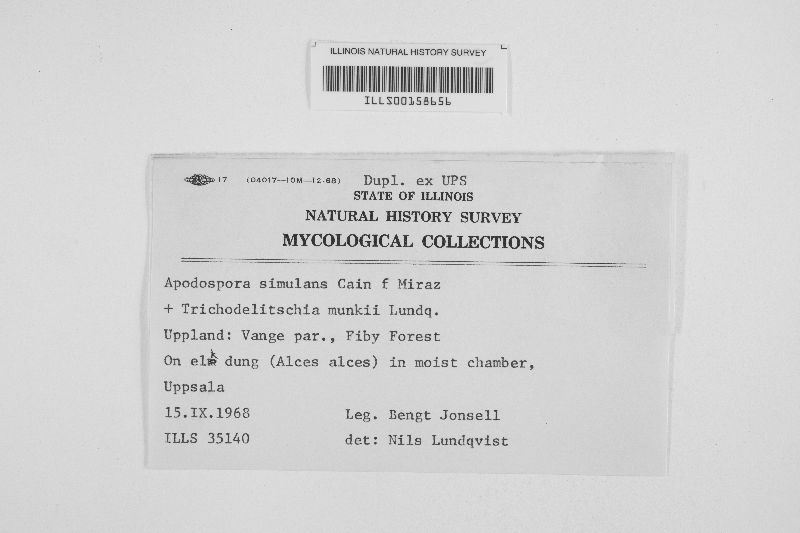 ILLINOIS NATURAL HISTORY SURVEY
ILLS00158656
17 (04017—10M—12-68) Dupl. ex UPS
STATE OF ILLINOIS
NATURAL HISTORY SURVEY
MYCOLOGICAL COLLECTIONS
Apodospora simulans Cain f Miraz
+ Trichodelitschia munkii Lundq.
Uppland: Vange par., Fiby Forest
On elk dung (Alces alces) in moist chamber,
Uppsala
15.IX.1968 Leg. Bengt Jonsell
ILLS 35140 det: Nils Lundqvist